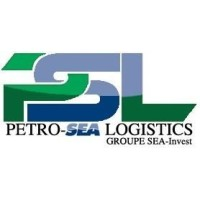 PSL
PETRO-SEA LOGISTICS
GROUPE SEA-Invest